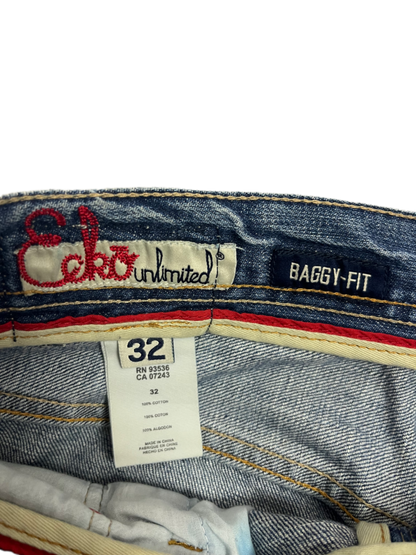 Ecko unlimited®
BAGGY-FIT
32
RN 93536
CA 07243
32
100% COTTON
100% COTON
100% ALGODON
MADE IN CHINA
FABRIQUE EN CHINE
HECHO EN CHINA